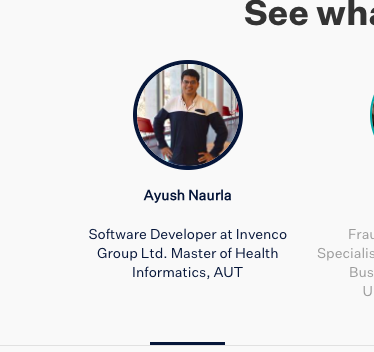 See wha
Ayush Naurla
Software Developer at Invenco
Group Ltd. Master of Health
Informatics, AUT
Frau
Specialis
Bus
U